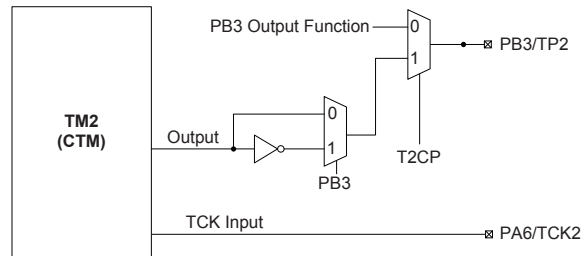 PB3 Output Function
0
1
PB3/TP2
TM2
(CTM)
Output
0
1
T2CP
PB3
TCK Input
PA6/TCK2